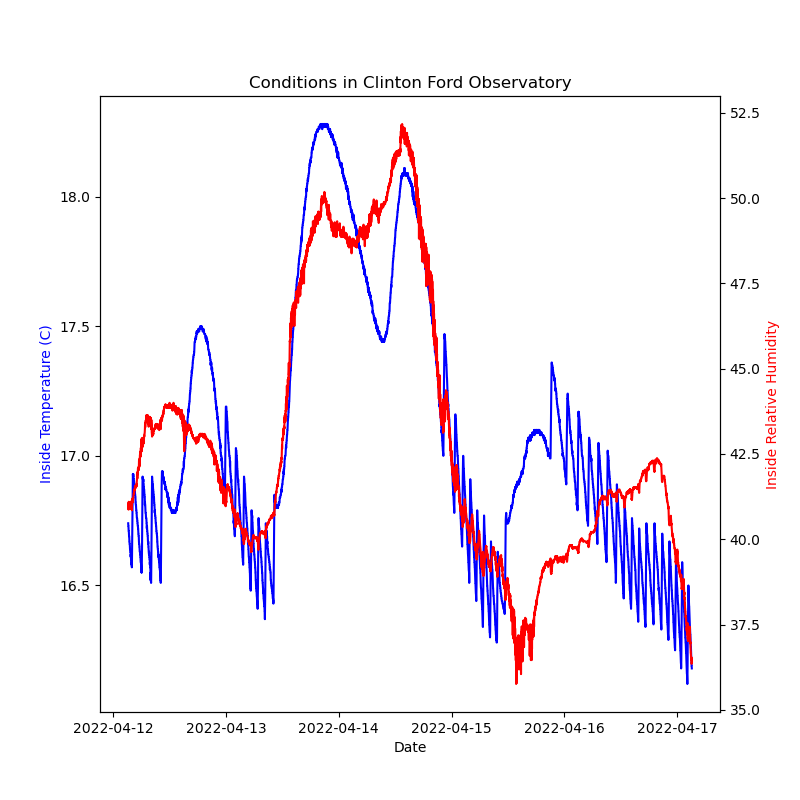 Conditions in Clinton Ford Observatory
18.0
17.5
17.0
16.5
Inside Temperature (C)
52.5
50.0
47.5
45.0
42.5
40.0
37.5
35.0
Inside Relative Humidity
2022-04-12 2022-04-13 2022-04-14 2022-04-15 2022-04-16 2022-04-17
Date